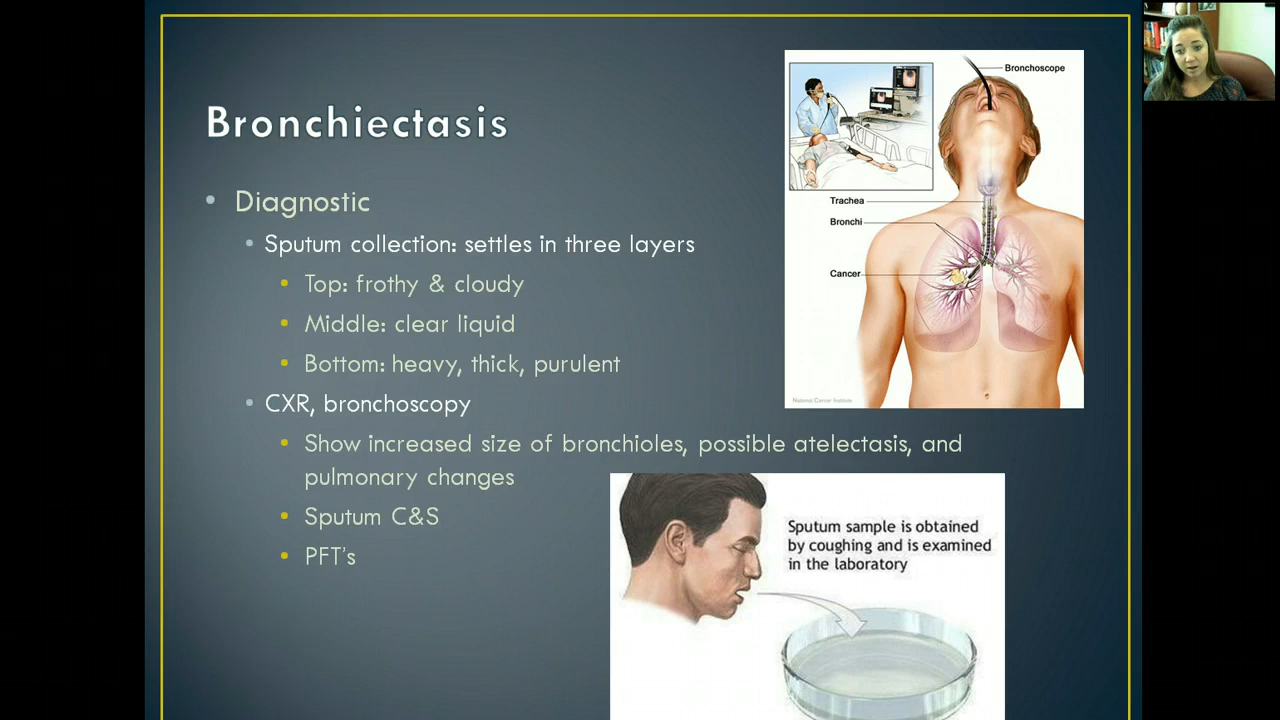 Bronchiectasis
• Diagnostic
• Sputum collection: settles in three layers
• Top: frothy & cloudy
• Middle: clear liquid
• Bottom: heavy, thick, purulent
• CXR, bronchoscopy
• Show increased size of bronchioles, possible atelectasis, and
pulmonary changes
• Sputum C&S
• PFT's
Bronchoscope
Trachea
Bronchi
Cancer
National Cancer Institute
Sputum sample is obtained
by coughing and is examined
in the laboratory